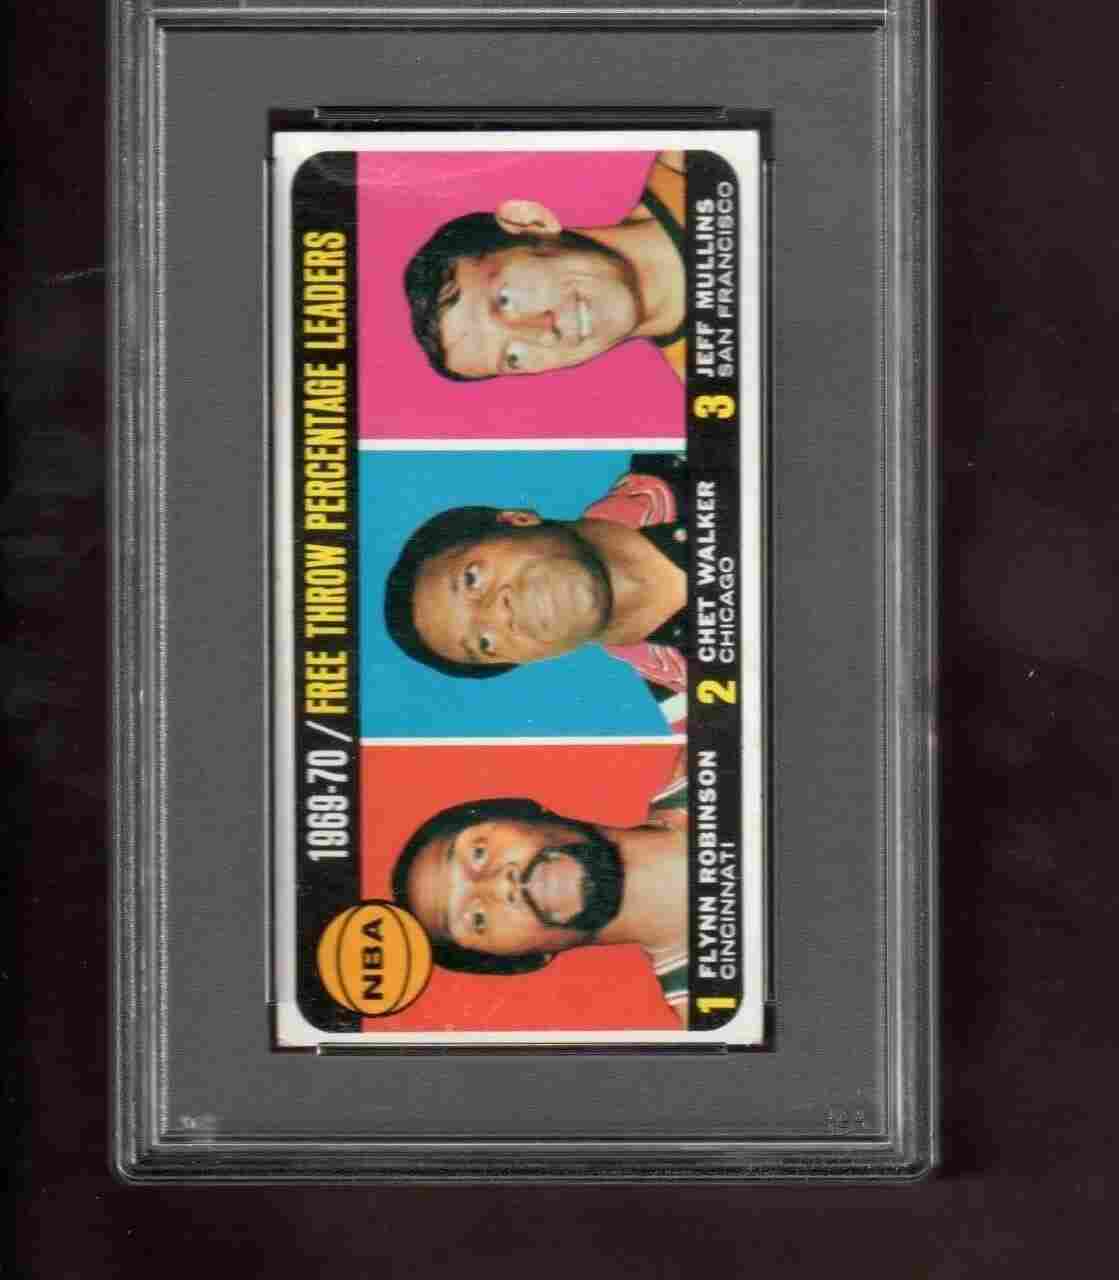 1969-70 / FREE THROW PERCENTAGE LEADERS
NBA
1 FLYNN ROBINSON
CINCINNATI
2 CHET WALKER
CHICAGO
3 JEFF MULLINS
SAN FRANCISCO